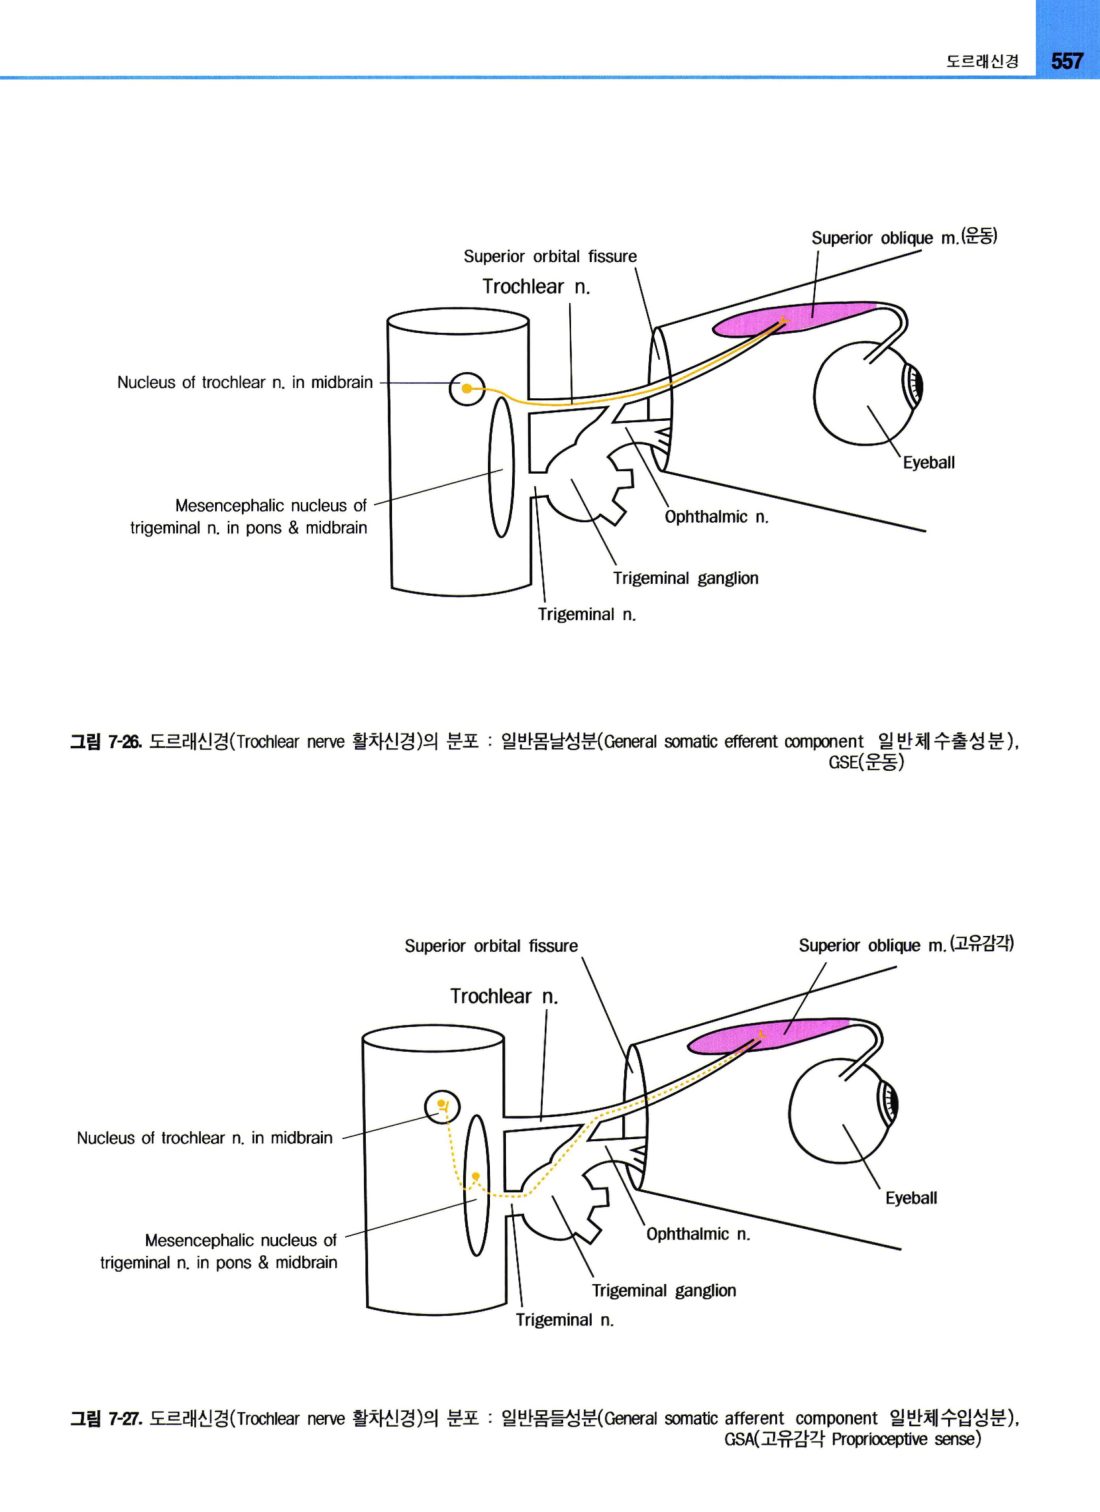 도르래신경 557
Superior oblique m.(운동)
Superior orbital fissure
Trochlear n.
Nucleus of trochlear n. in midbrain
Eyeball
Mesencephalic nucleus of
trigeminal n. in pons & midbrain
Ophthalmic n.
Trigeminal ganglion
Trigeminal n.
그림 7-26. 도르래신경(Trochlear nerve 활차신경)의 분포 : 일반몸날성분(General somatic efferent component 일반체수출성분),
GSE(운동)
Superior orbital fissure
Superior oblique m.(고유감각)
Trochlear n.
Nucleus of trochlear n. in midbrain
Eyeball
Mesencephalic nucleus of
trigeminal n. in pons & midbrain
Ophthalmic n.
Trigeminal ganglion
Trigeminal n.
그림 7-27. 도르래신경(Trochlear nerve 활차신경)의 분포 : 일반몸들성분(General somatic afferent component 일반체수입성분),
GSA(고유감각 Proprioceptive sense)